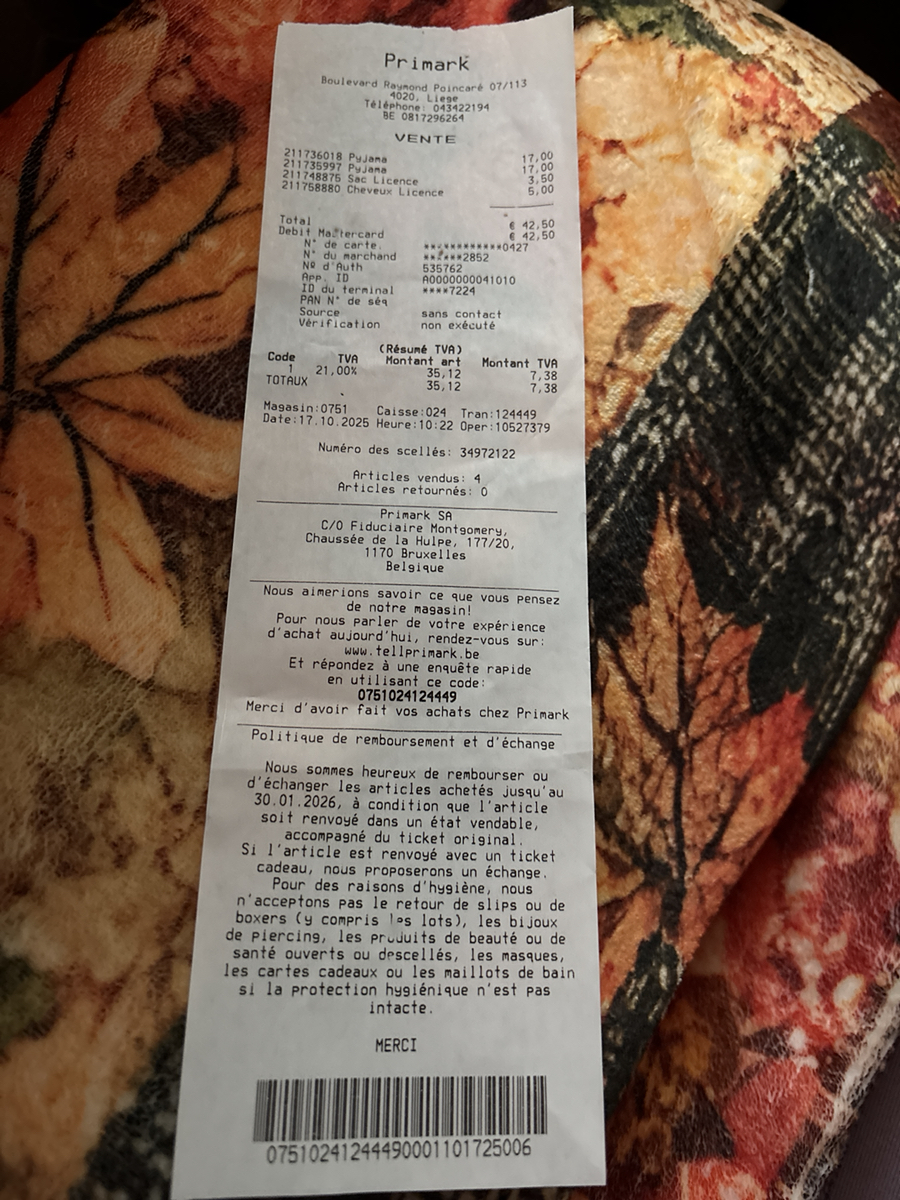 Primark
Boulevard Raymond Poincaré 07/113
4020, Liege
Téléphone: 043422194
BE 0817296264
VENTE
211736018 Pyjama 17,00
211735997 Pyjama 17,00
211748875 Sac Licence 3,50
211758880 Cheveux Licence 5,00
Total € 42,50
Debit Mastercard € 42,50
N° de carte. ************0427
N° du marchand ******2852
Nº d'Auth 535762
App. ID A0000000041010
ID du terminal ****7224
PAN N° de séq
Source sans contact
Vérification non exécuté
(Résumé TVA)
Code TVA Montant art Montant TVA
1 21,00% 35,12 7,38
TOTAUX 35,12 7,38
Magasin:0751 Caisse:024 Tran:124449
Date:17.10.2025 Heure:10:22 Oper:10527379
Numéro des scellés: 34972122
Articles vendus: 4
Articles retournés: 0
Primark SA
C/O Fiduciaire Montgomery,
Chaussée de la Hulpe, 177/20,
1170 Bruxelles
Belgique
Nous aimerions savoir ce que vous pensez
de notre magasin!
Pour nous parler de votre expérience
d'achat aujourd'hui, rendez-vous sur:
www.tellprimark.be
Et répondez à une enquête rapide
en utilisant ce code:
0751024124449
Merci d'avoir fait vos achats chez Primark
Politique de remboursement et d'échange
Nous sommes heureux de rembourser ou
d'échanger les articles achetés jusqu'au
30.01.2026, à condition que l'article
soit renvoyé dans un état vendable,
accompagné du ticket original.
Si l'article est renvoyé avec un ticket
cadeau, nous proposerons un échange.
Pour des raisons d'hygiène, nous
n'acceptons pas le retour de slips ou de
boxers (y compris les lots), les bijoux
de piercing, les produits de beauté ou de
santé ouverts ou descellés, les masques,
les cartes cadeaux ou les maillots de bain
si la protection hygiénique n'est pas
intacte.
MERCI
07510241244490001101725006